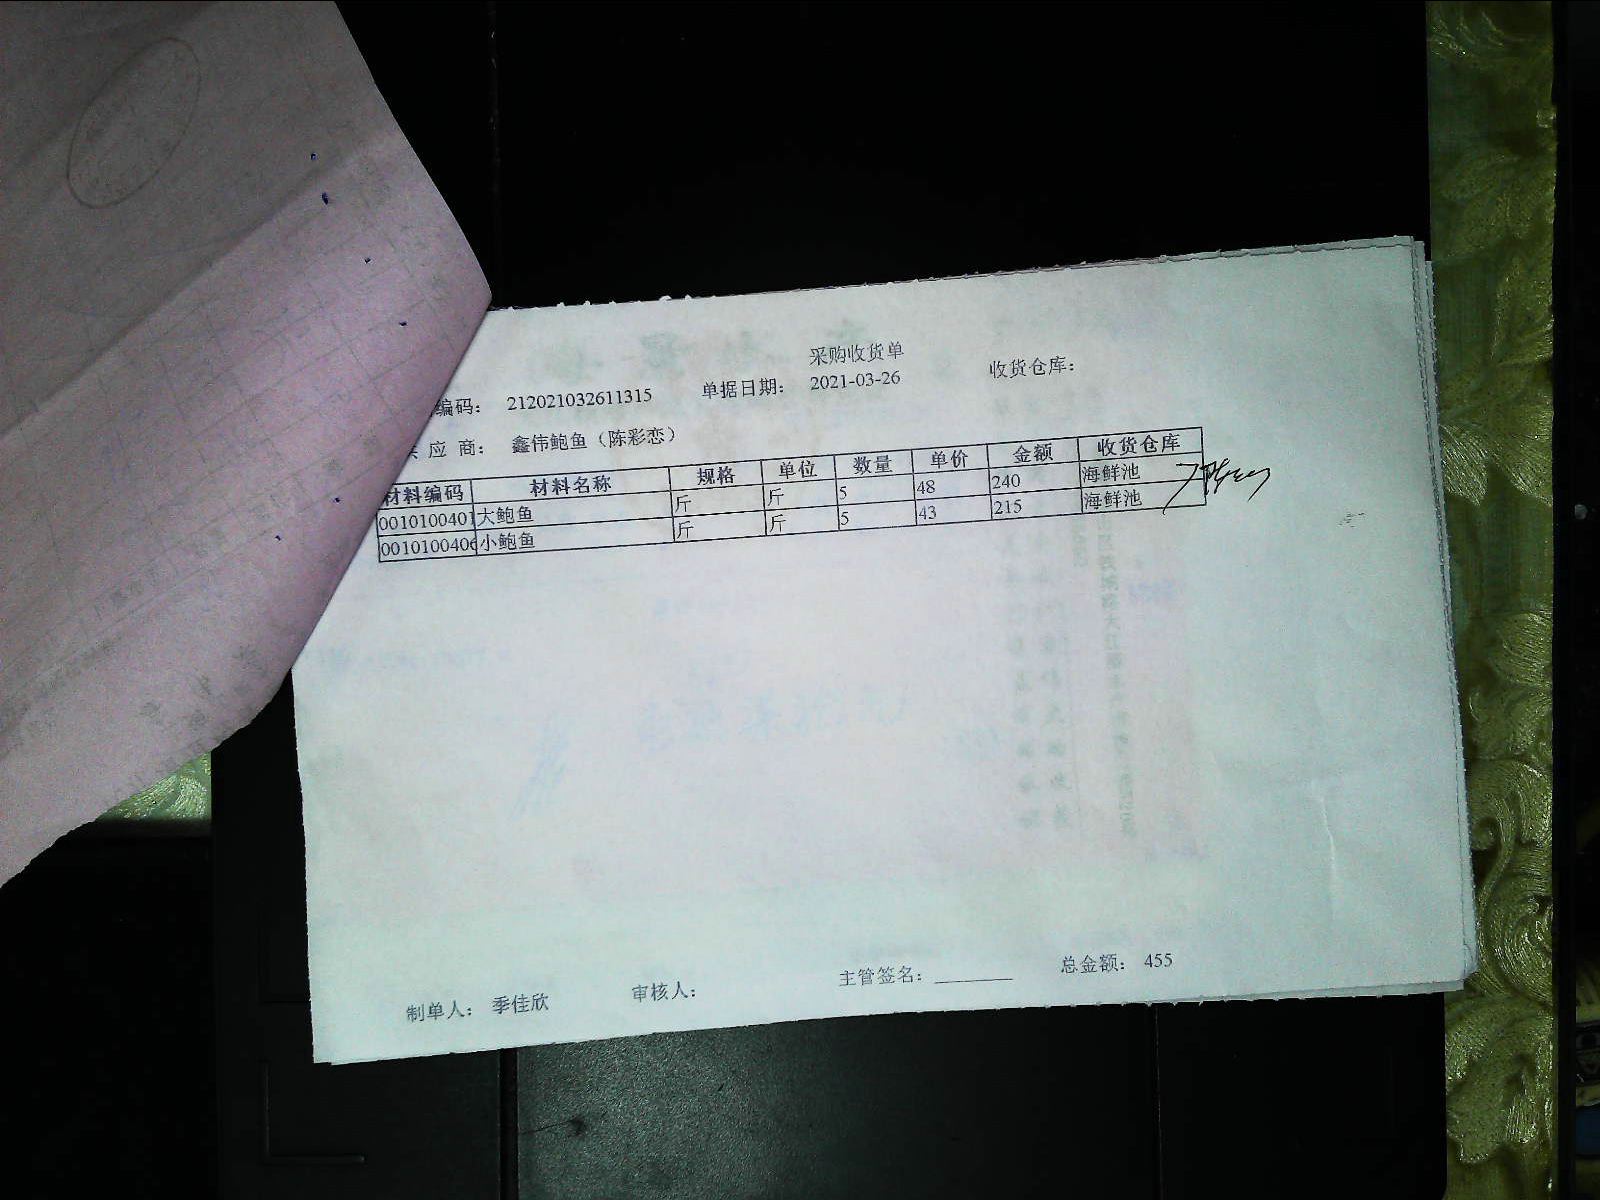 采购收货单
编码： 212021032611315 单据日期： 2021-03-26 收货仓库：
应 商： 鑫伟鲍鱼（陈彩恋）
材料编码 材料名称 规格 单位 数量 单价 金额 收货仓库
0010100401 大鲍鱼 斤 斤 5 48 240 海鲜池
0010100406 小鲍鱼 斤 斤 5 43 215 海鲜池
制单人： 季佳欣 审核人： 主管签名：________ 总金额： 455